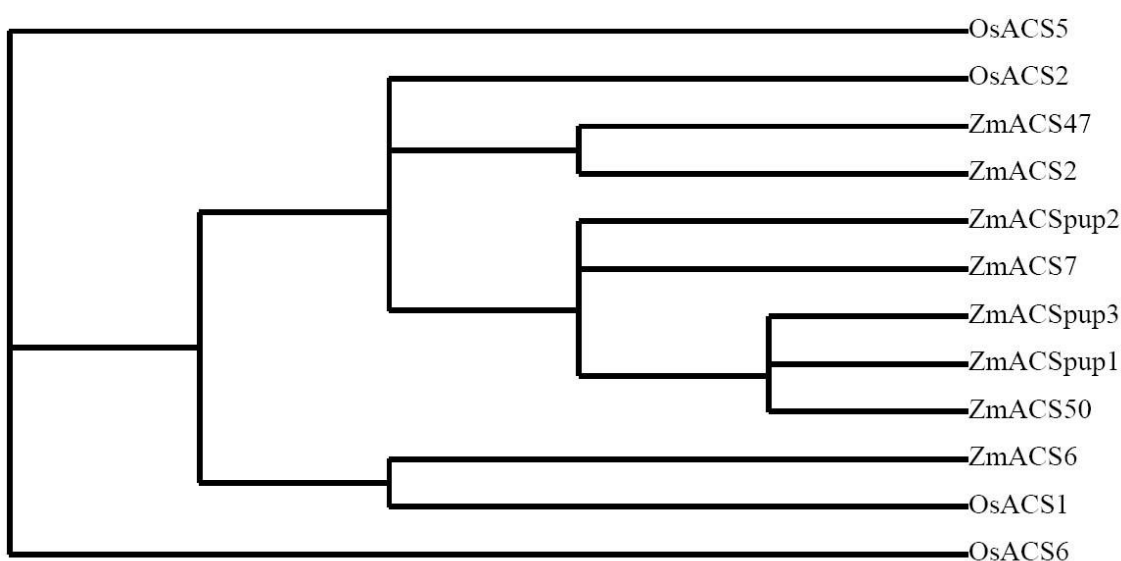 OsACS5
OsACS2
ZmACS47
ZmACS2
ZmACSpup2
ZmACS7
ZmACSpup3
ZmACSpup1
ZmACS50
ZmACS6
OsACS1
OsACS6